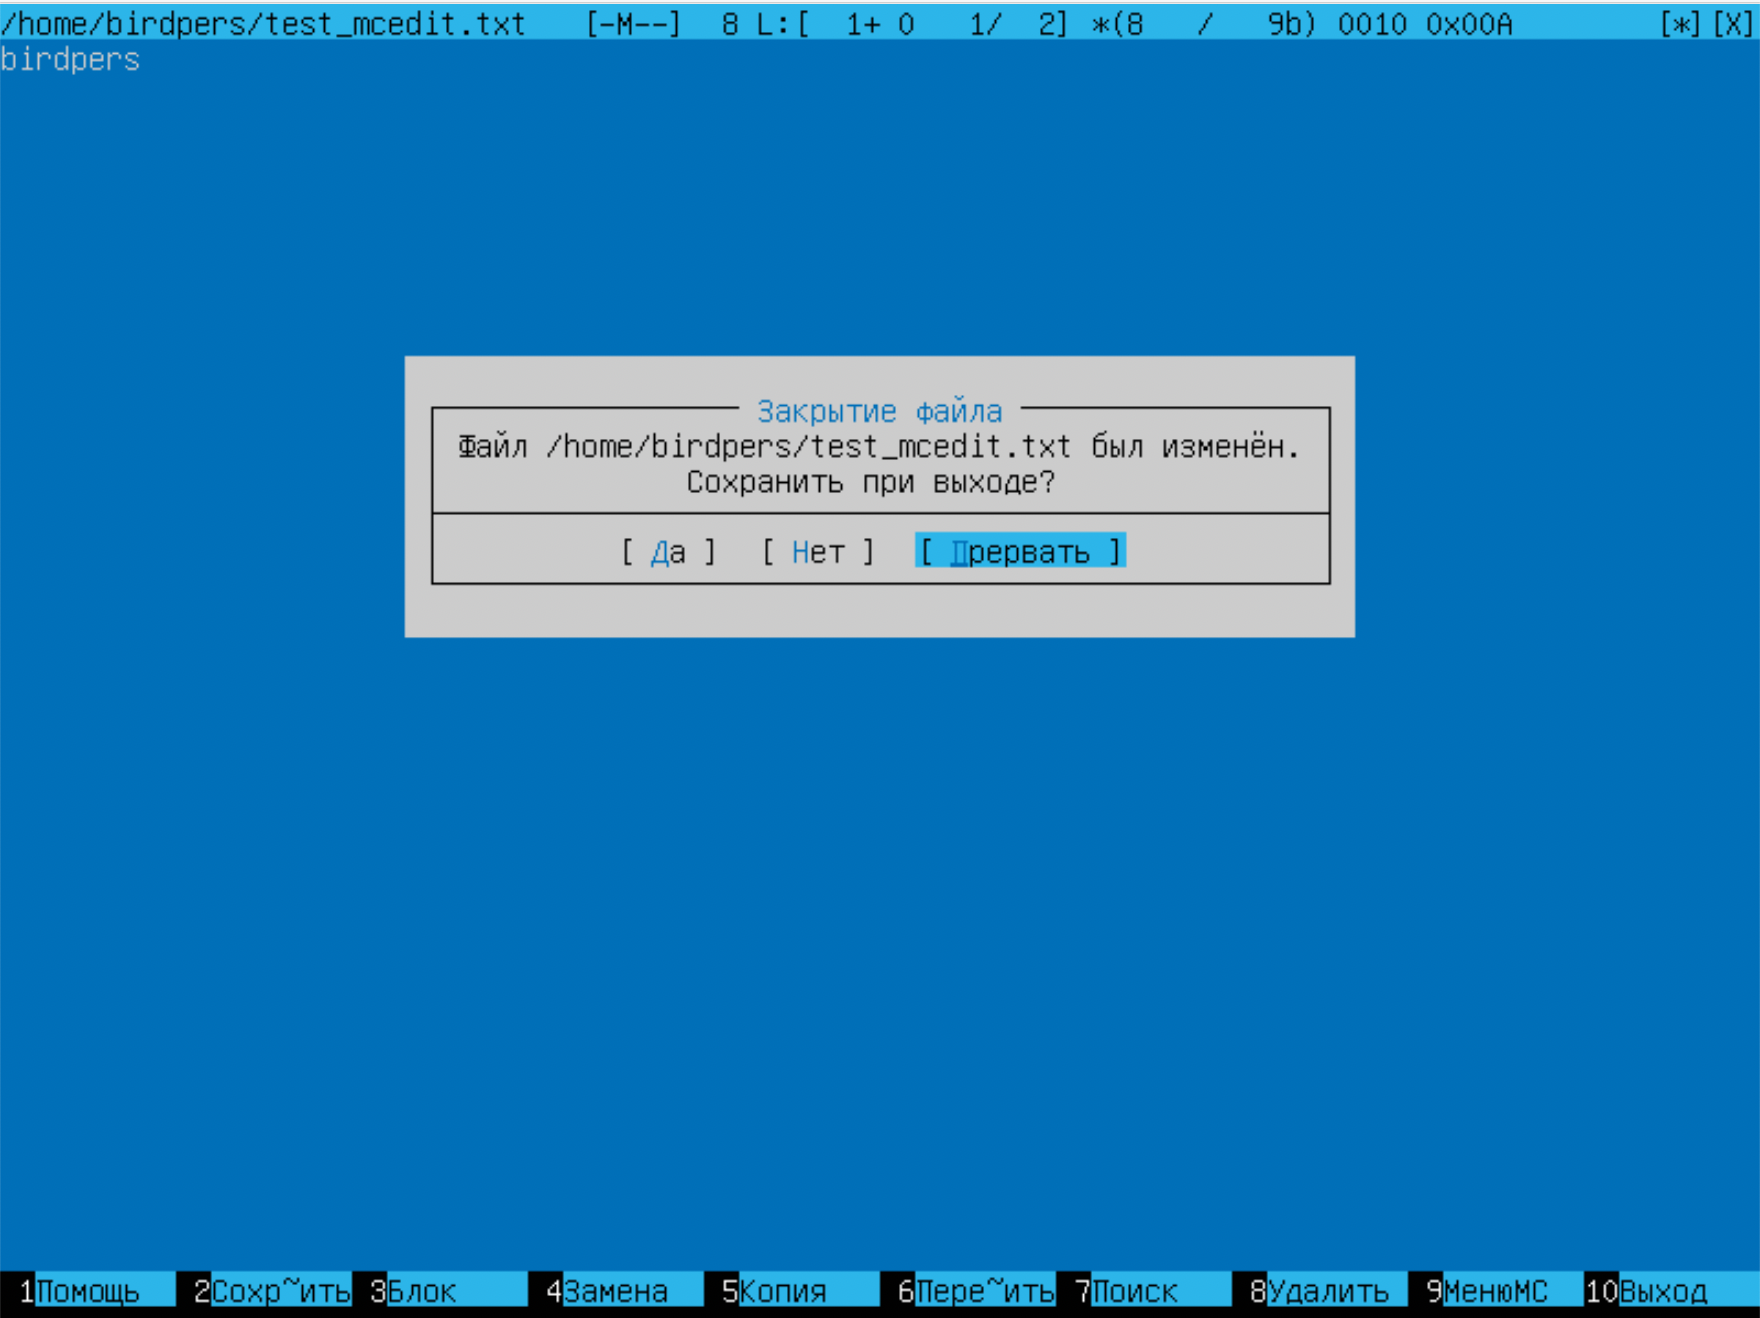 /home/birdpers/test_mcedit.txt [-M--] 8 L:[ 1+ 0 1/ 2] *(8 / 9b) 0010 0x00A [*][X]
birdpers
Закрытие файла
Файл /home/birdpers/test_mcedit.txt был изменён.
Сохранить при выходе?
[ Да ] [ Нет ] [ Прервать ]
1Помощь 2Сохр~ить 3Блок 4Замена 5Копия 6Пере~ить 7Поиск 8Удалить 9МенюMC 10Выход